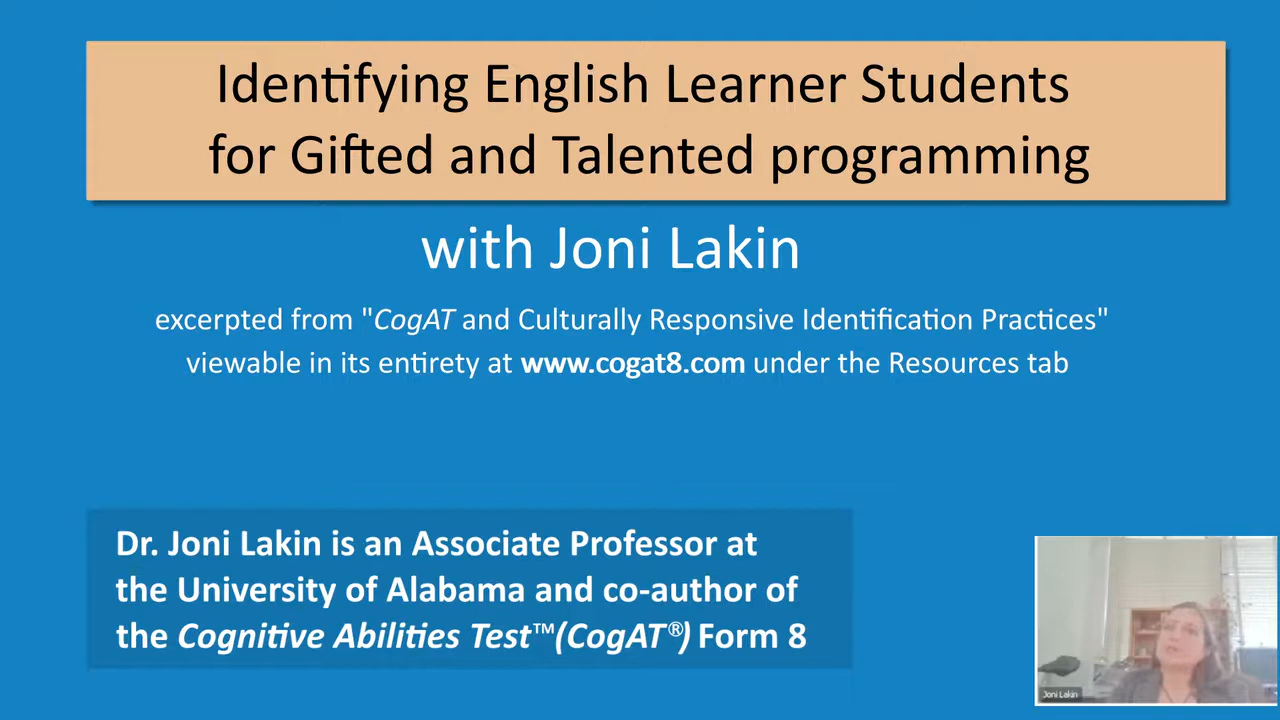 Identifying English Learner Students
for Gifted and Talented programming
with Joni Lakin
excerpted from "CogAT and Culturally Responsive Identification Practices"
viewable in its entirety at www.cogat8.com under the Resources tab
Dr. Joni Lakin is an Associate Professor at
the University of Alabama and co-author of
the Cognitive Abilities Test™(CogAT®) Form 8
Joni Lakin